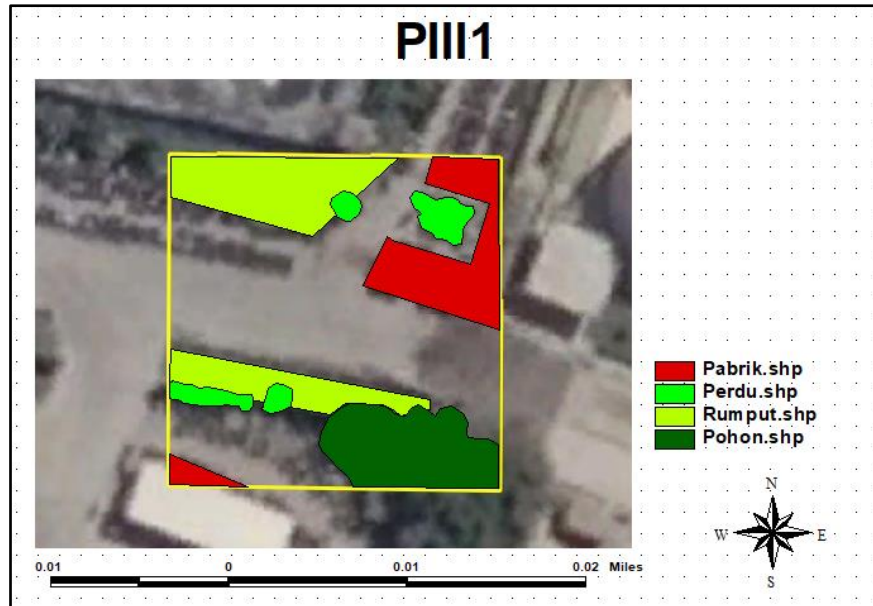 PIII1
Pabrik.shp
Perdu.shp
Rumput.shp
Pohon.shp
N
W E
S
0.01 0 0.01 0.02 Miles